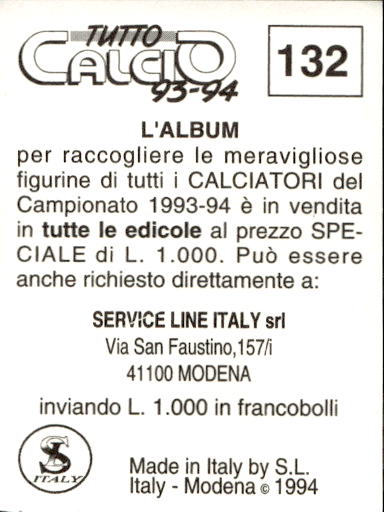 TUTTO
CALCIO
93-94
132
L'ALBUM
per raccogliere le meravigliose
figurine di tutti i CALCIATORI del
Campionato 1993-94 è in vendita
in tutte le edicole al prezzo SPE-
CIALE di L. 1.000. Può essere
anche richiesto direttamente a:
SERVICE LINE ITALY srl
Via San Faustino,157/i
41100 MODENA
inviando L. 1.000 in francobolli
SL
ITALY
Made in Italy by S.L.
Italy - Modena © 1994